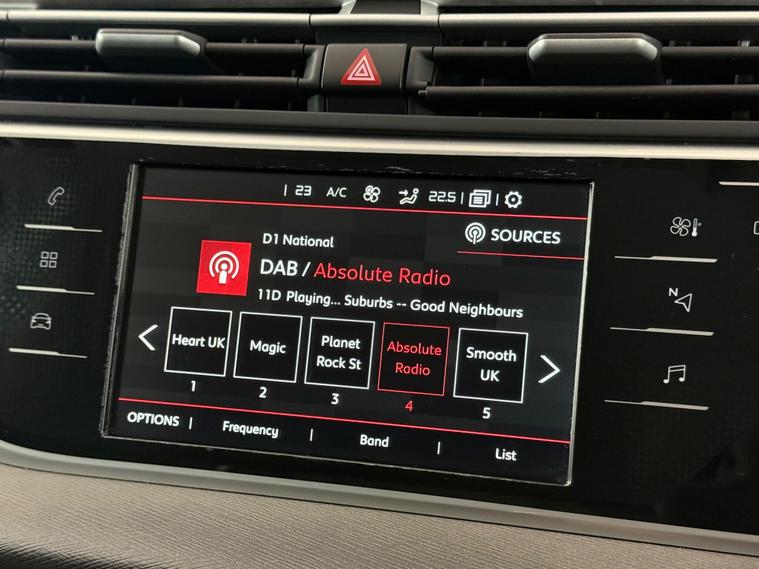 23 A/C 22.5
SOURCES
D1 National
DAB / Absolute Radio
11D Playing... Suburbs -- Good Neighbours
Heart UK
1
Magic
2
Planet
Rock St
3
Absolute
Radio
4
Smooth
UK
5
OPTIONS Frequency Band List
N